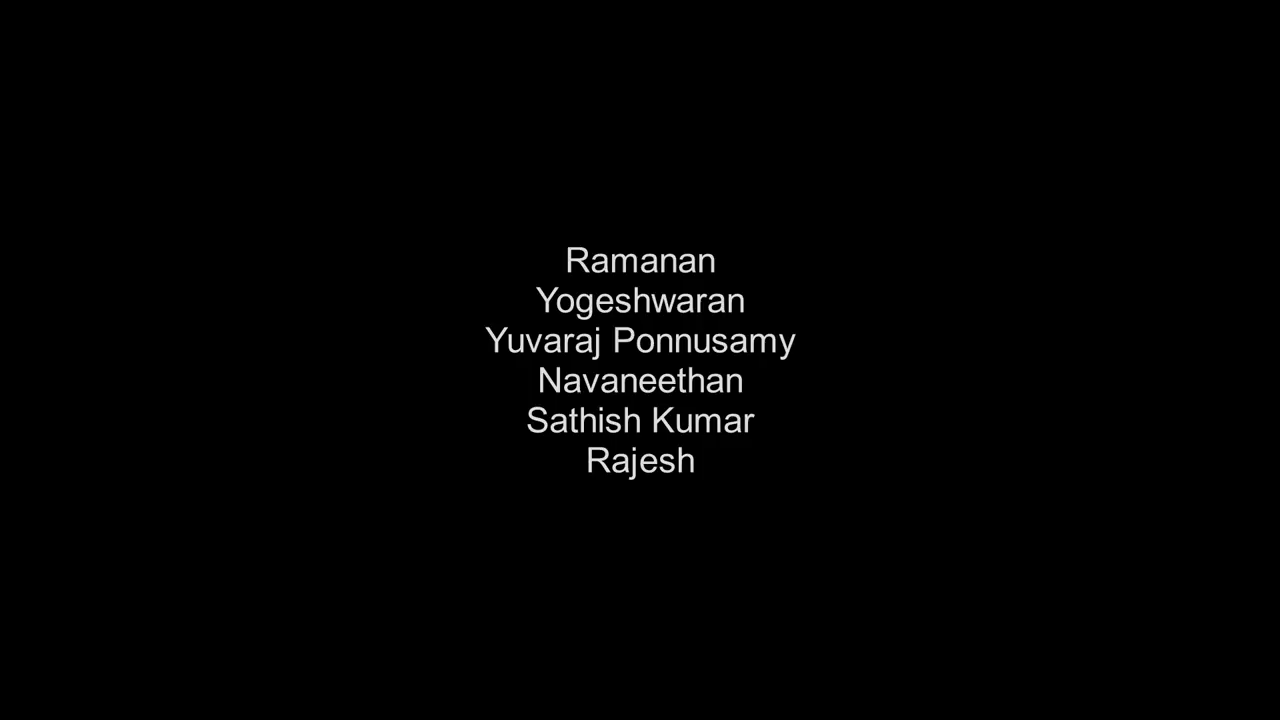 Ramanan
Yogeshwaran
Yuvaraj Ponnusamy
Navaneethan
Sathish Kumar
Rajesh